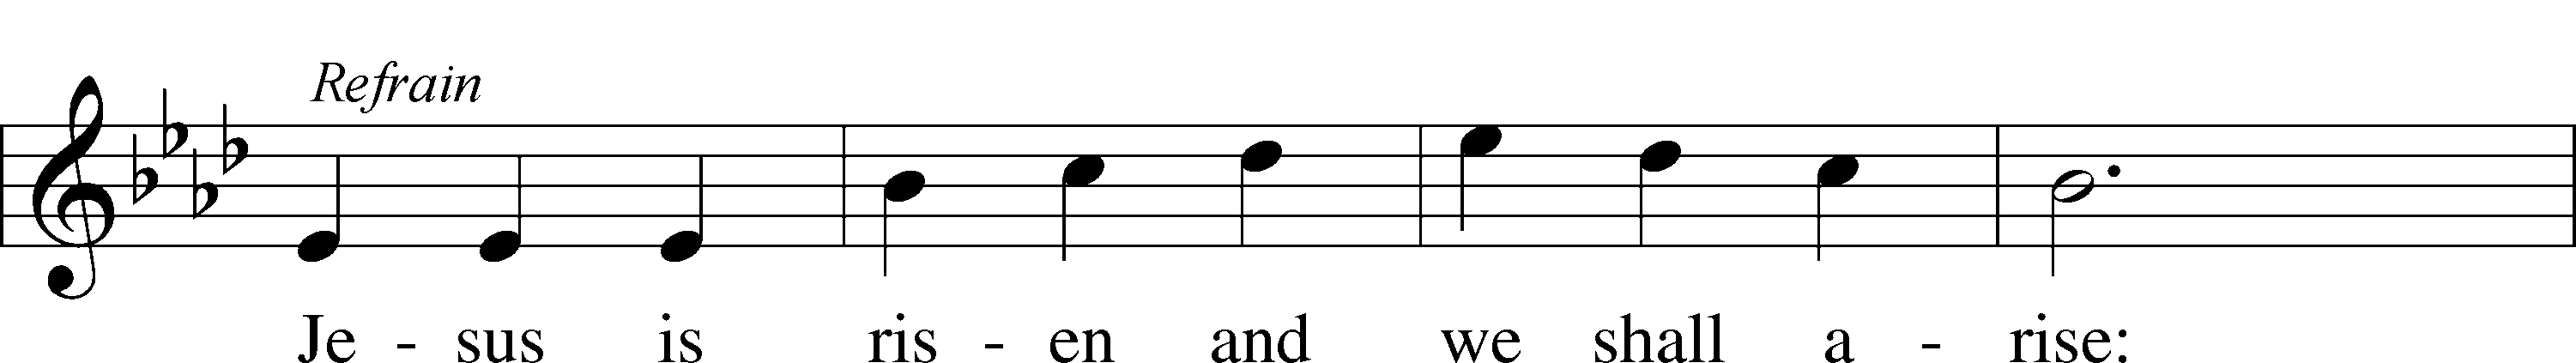 Refrain
Je - sus is ris - en and we shall a - rise: